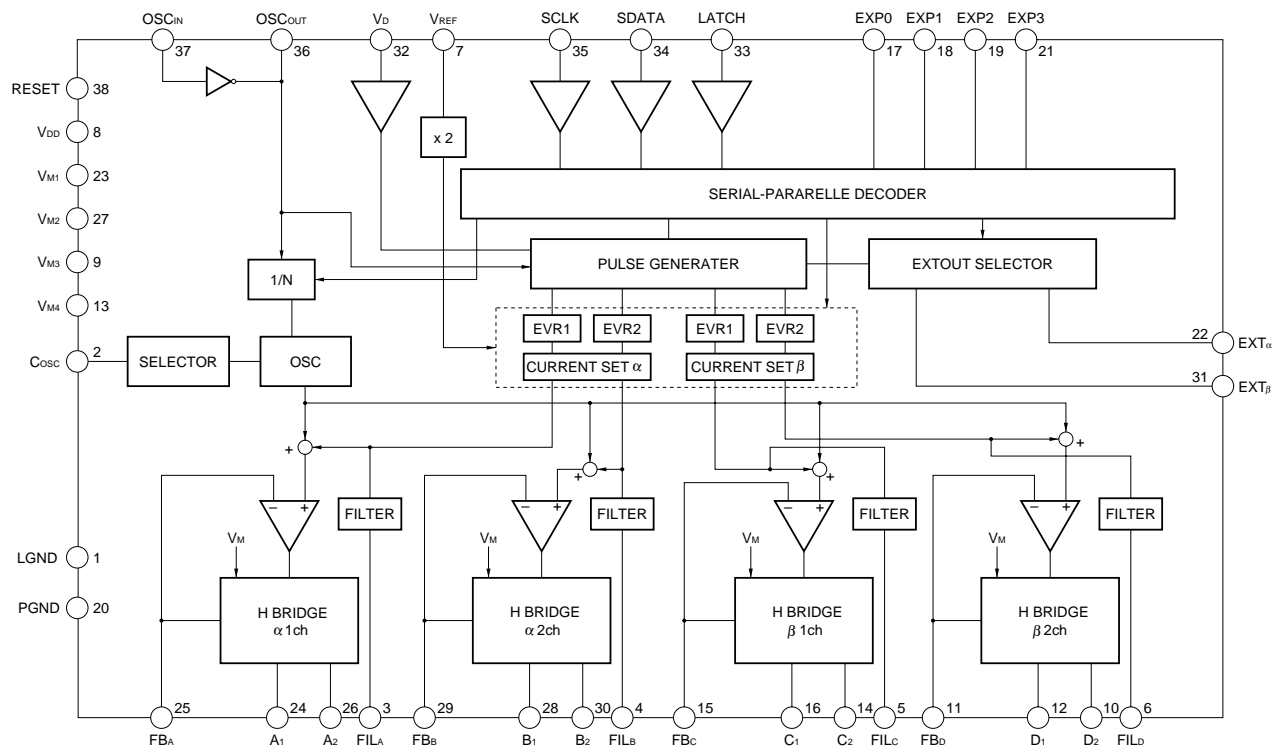 OSCIN OSCOUT VD VREF SCLK SDATA LATCH EXP0 EXP1 EXP2 EXP3
37 36 32 7 35 34 33 17 18 19 21
RESET 38
VDD 8
x 2
VM1 23
SERIAL-PARARELLE DECODER
VM2 27
VM3 9
PULSE GENERATER EXTOUT SELECTOR
1/N
VM4 13
EVR1 EVR2 EVR1 EVR2
22 EXTα
COSC 2 SELECTOR OSC CURRENT SET α CURRENT SET β
31 EXTβ
+ + + +
− + − + − + − +
FILTER FILTER FILTER FILTER
VM VM VM VM
LGND 1
PGND 20
H BRIDGE H BRIDGE H BRIDGE H BRIDGE
α 1ch α 2ch β 1ch β 2ch
25 24 26 3 29 28 30 4 15 16 14 5 11 12 10 6
FBA A1 A2 FILA FBB B1 B2 FILB FBC C1 C2 FILC FBD D1 D2 FILD